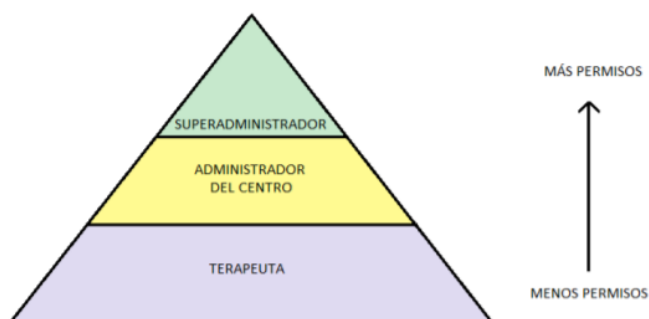 MÁS PERMISOS
SUPERADMINISTRADOR
ADMINISTRADOR
DEL CENTRO
TERAPEUTA
MENOS PERMISOS